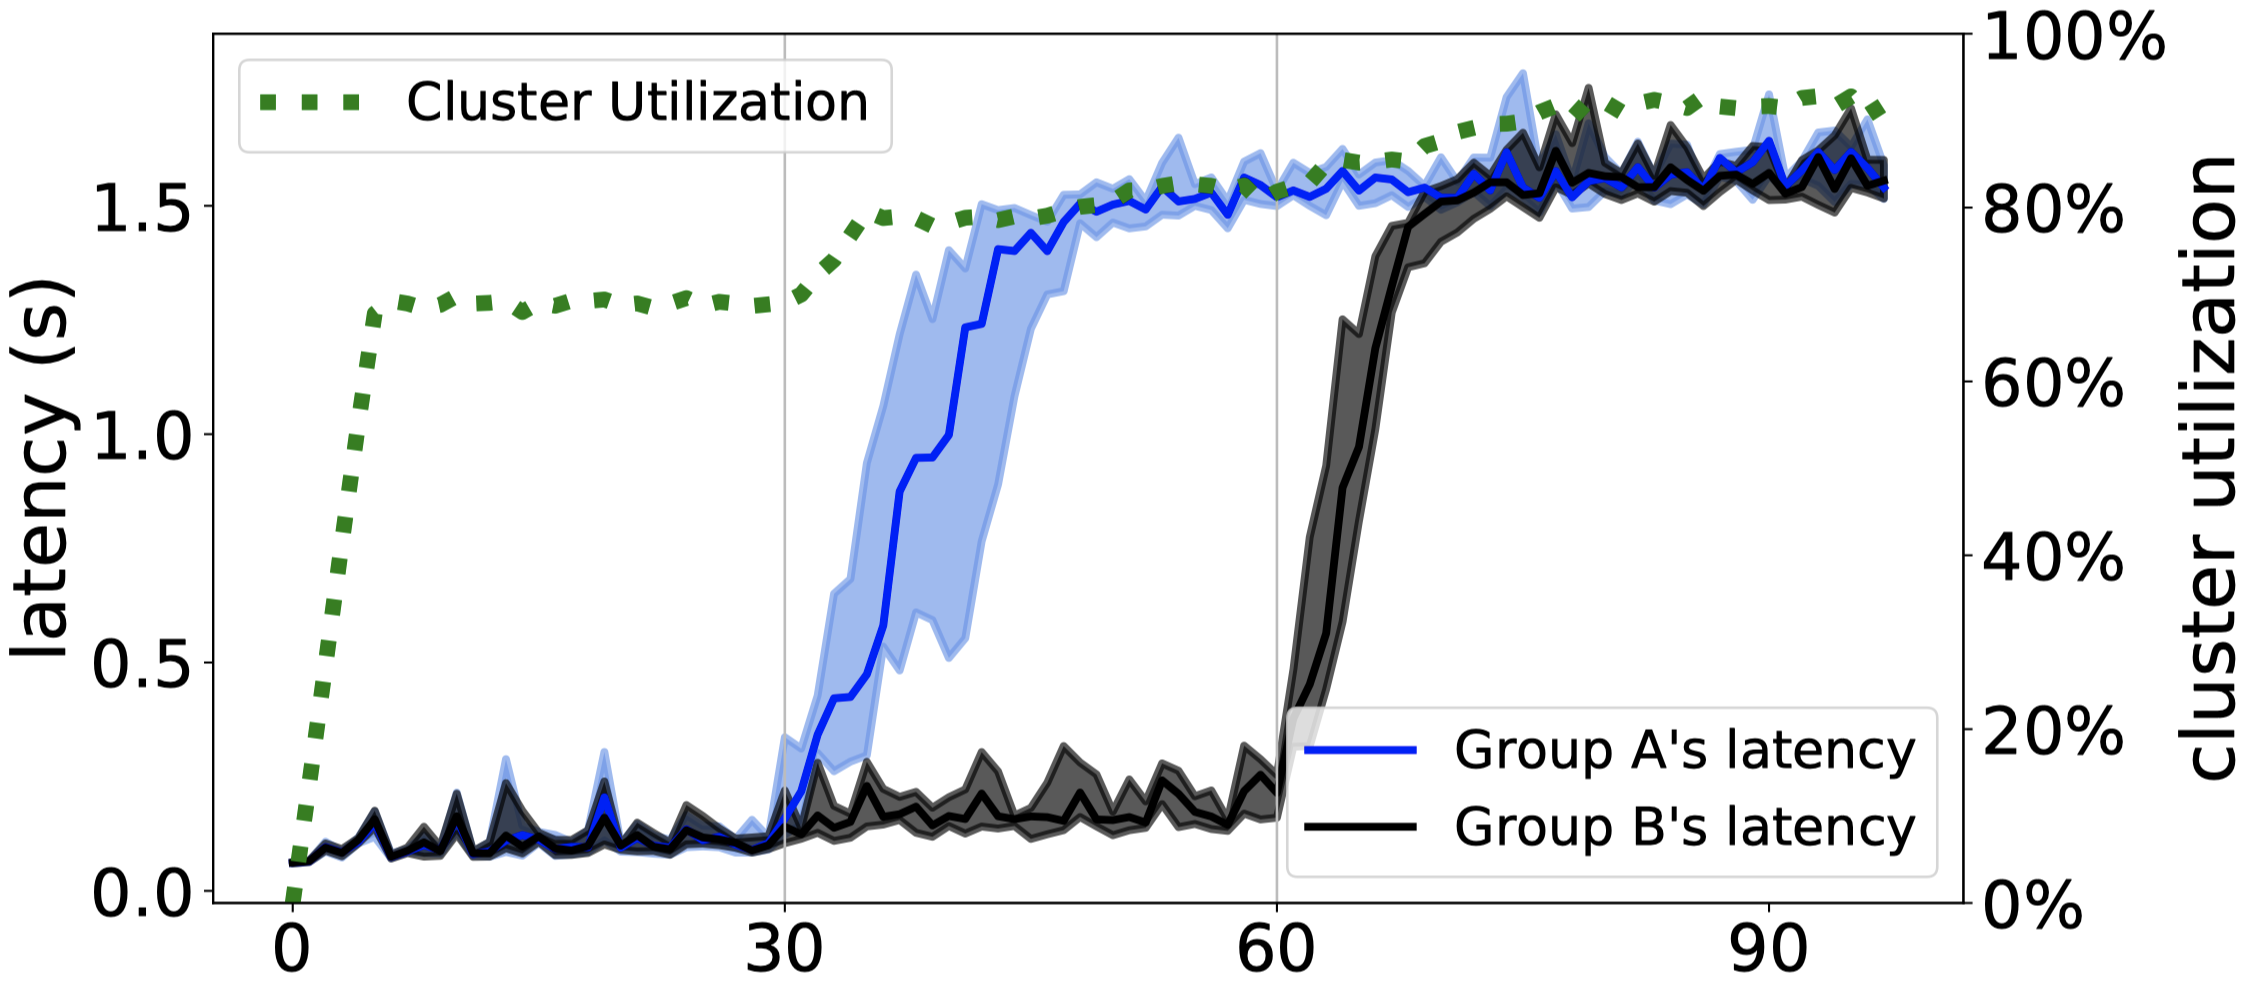 Cluster Utilization
latency (s)
1.5
1.0
0.5
0.0
100%
80%
60%
40%
20%
0%
cluster utilization
Group A's latency
Group B's latency
0 30 60 90